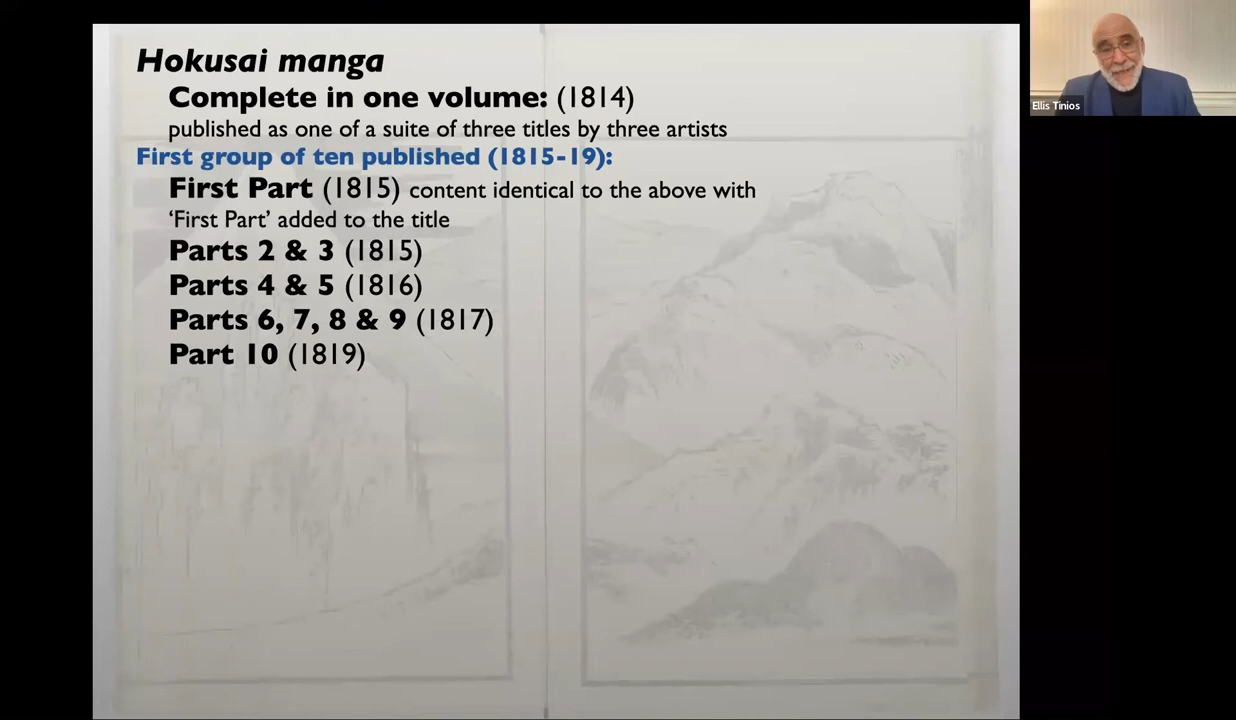 Hokusai manga
Complete in one volume: (1814)
published as one of a suite of three titles by three artists
First group of ten published (1815-19):
First Part (1815) content identical to the above with
‘First Part’ added to the title
Parts 2 & 3 (1815)
Parts 4 & 5 (1816)
Parts 6, 7, 8 & 9 (1817)
Part 10 (1819)
Ellis Tinios